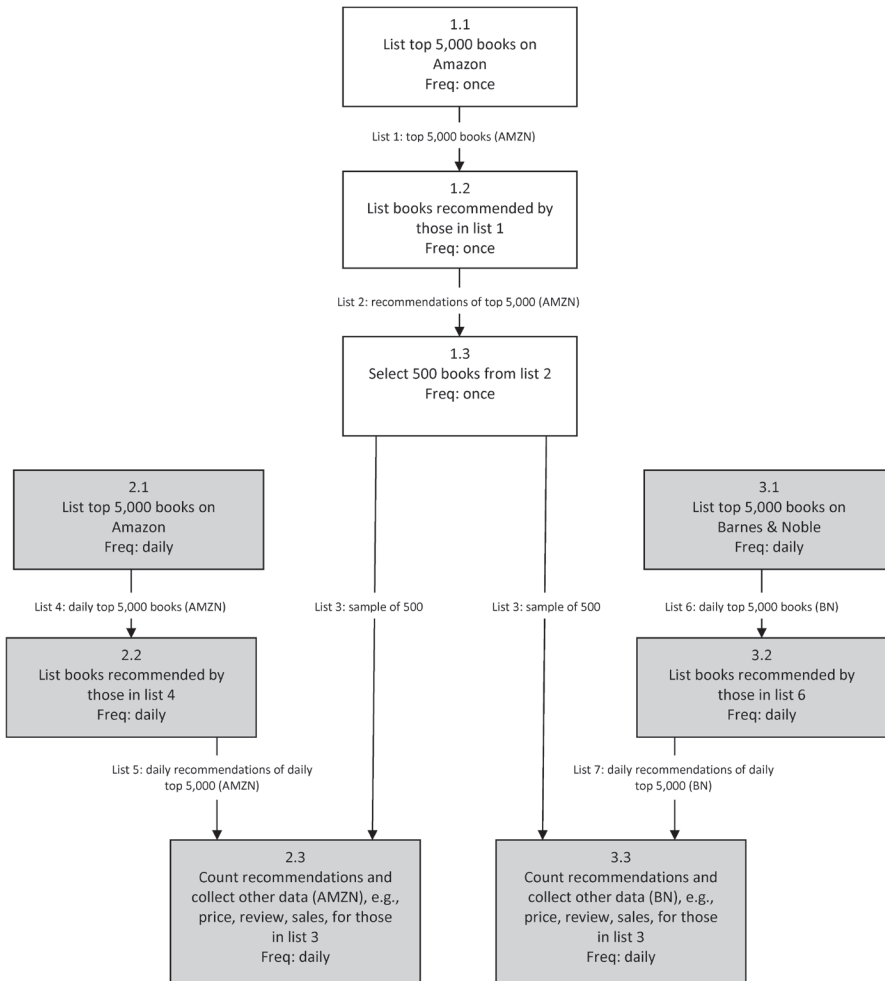 1.1
List top 5,000 books on
Amazon
Freq: once
List 1: top 5,000 books (AMZN)
1.2
List books recommended by
those in list 1
Freq: once
List 2: recommendations of top 5,000 (AMZN)
1.3
Select 500 books from list 2
Freq: once
2.1
List top 5,000 books on
Amazon
Freq: daily
3.1
List top 5,000 books on
Barnes & Noble
Freq: daily
List 4: daily top 5,000 books (AMZN)
List 3: sample of 500
List 3: sample of 500
List 6: daily top 5,000 books (BN)
2.2
List books recommended by
those in list 4
Freq: daily
3.2
List books recommended by
those in list 6
Freq: daily
List 5: daily recommendations of daily
top 5,000 (AMZN)
List 7: daily recommendations of daily
top 5,000 (BN)
2.3
Count recommendations and
collect other data (AMZN), e.g.,
price, review, sales, for those
in list 3
Freq: daily
3.3
Count recommendations and
collect other data (BN), e.g.,
price, review, sales, for those
in list 3
Freq: daily